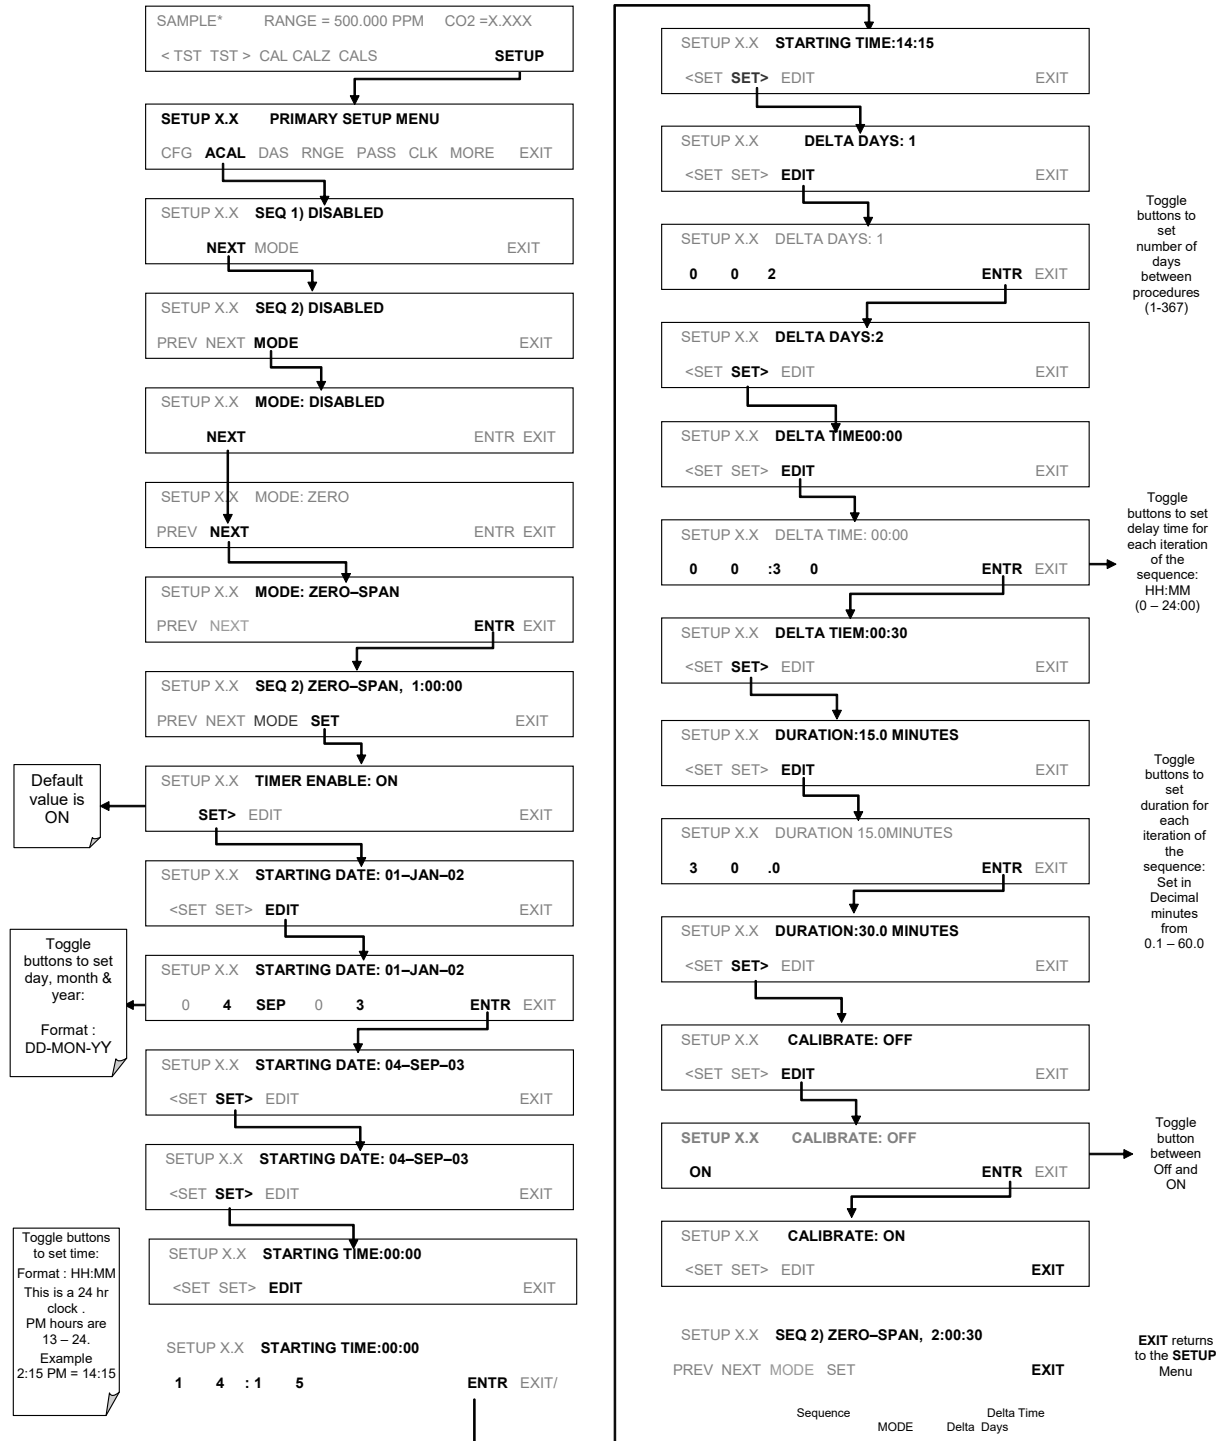 SAMPLE* RANGE = 500.000 PPM CO2 =X.XXX
< TST TST > CAL CALZ CALS SETUP
SETUP X.X PRIMARY SETUP MENU
CFG ACAL DAS RNGE PASS CLK MORE EXIT
SETUP X.X SEQ 1) DISABLED
NEXT MODE EXIT
SETUP X.X SEQ 2) DISABLED
PREV NEXT MODE EXIT
SETUP X.X MODE: DISABLED
NEXT ENTR EXIT
SETUP X.X MODE: ZERO
PREV NEXT ENTR EXIT
SETUP X.X MODE: ZERO–SPAN
PREV NEXT ENTR EXIT
SETUP X.X SEQ 2) ZERO–SPAN, 1:00:00
PREV NEXT MODE SET EXIT
Default
value is
ON
SETUP X.X TIMER ENABLE: ON
SET> EDIT EXIT
SETUP X.X STARTING DATE: 01–JAN–02
<SET SET> EDIT EXIT
Toggle
buttons to set
day, month &
year:
Format :
DD-MON-YY
SETUP X.X STARTING DATE: 01–JAN–02
0 4 SEP 0 3 ENTR EXIT
SETUP X.X STARTING DATE: 04–SEP–03
<SET SET> EDIT EXIT
SETUP X.X STARTING DATE: 04–SEP–03
<SET SET> EDIT EXIT
Toggle buttons
to set time:
Format : HH:MM
This is a 24 hr
clock .
PM hours are
13 – 24.
Example
2:15 PM = 14:15
SETUP X.X STARTING TIME:00:00
<SET SET> EDIT EXIT
SETUP X.X STARTING TIME:00:00
1 4 : 1 5 ENTR EXIT/
SETUP X.X STARTING TIME:14:15
<SET SET> EDIT EXIT
SETUP X.X DELTA DAYS: 1
<SET SET> EDIT EXIT
SETUP X.X DELTA DAYS: 1
0 0 2 ENTR EXIT
Toggle
buttons to
set
number of
days
between
procedures
(1-367)
SETUP X.X DELTA DAYS:2
<SET SET> EDIT EXIT
SETUP X.X DELTA TIME00:00
<SET SET> EDIT EXIT
SETUP X.X DELTA TIME: 00:00
0 0 :3 0 ENTR EXIT
Toggle
buttons to set
delay time for
each iteration
of the
sequence:
HH:MM
(0 – 24:00)
SETUP X.X DELTA TIEM:00:30
<SET SET> EDIT EXIT
SETUP X.X DURATION:15.0 MINUTES
<SET SET> EDIT EXIT
SETUP X.X DURATION 15.0MINUTES
3 0 .0 ENTR EXIT
Toggle
buttons to
set
duration for
each
iteration of
the
sequence:
Set in
Decimal
minutes
from
0.1 – 60.0
SETUP X.X DURATION:30.0 MINUTES
<SET SET> EDIT EXIT
SETUP X.X CALIBRATE: OFF
<SET SET> EDIT EXIT
SETUP X.X CALIBRATE: OFF
ON ENTR EXIT
Toggle
button
between
Off and
ON
SETUP X.X CALIBRATE: ON
<SET SET> EDIT EXIT
SETUP X.X SEQ 2) ZERO–SPAN, 2:00:30
PREV NEXT MODE SET EXIT
EXIT returns
to the SETUP
Menu
Sequence Delta Time
MODE Delta Days